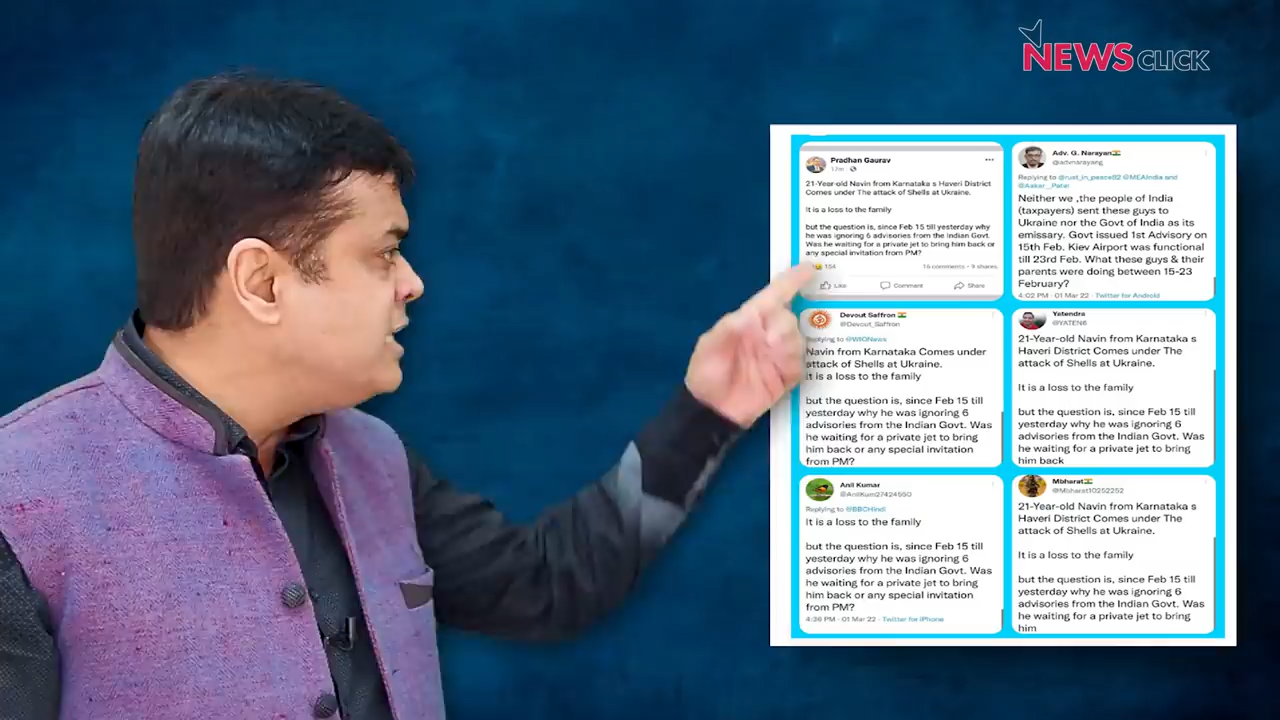 NEWSCLICK
Pradhan Gaurav
21-Year-old Navin from Karnataka s Haveri District
Comes under The attack of Shells at Ukraine.
It is a loss to the family
but the question is, since Feb 15 till yesterday why
he was ignoring 6 advisories from the Indian Govt.
Was he waiting for a private jet to bring him back or
any special invitation from PM?
154
16 comments • 9 shares
Like
Comment
Share
Adv. G. Narayan
@advnarayang
Replying to @rust_in_peace82 @MEAIndia and
@Aakar__Patel
Neither we ,the people of India
(taxpayers) sent these guys to
Ukraine nor the Govt of India as its
emissary. Govt issued 1st Advisory on
15th Feb. Kiev Airport was functional
till 23rd Feb. What these guys & their
parents were doing between 15-23
February?
4:02 PM · 01 Mar 22 · Twitter for Android
Devout Saffron
@Devout_Saffron
Replying to @WIONews
Navin from Karnataka Comes under
attack of Shells at Ukraine.
It is a loss to the family
but the question is, since Feb 15 till
yesterday why he was ignoring 6
advisories from the Indian Govt. Was
he waiting for a private jet to bring
him back or any special invitation
from PM?
Yatendra
@YATEN6
21-Year-old Navin from Karnataka s
Haveri District Comes under The
attack of Shells at Ukraine.
It is a loss to the family
but the question is, since Feb 15 till
yesterday why he was ignoring 6
advisories from the Indian Govt. Was
he waiting for a private jet to bring
him back
Anil Kumar
@AnilKum27424550
Replying to @BBCHindi
It is a loss to the family
but the question is, since Feb 15 till
yesterday why he was ignoring 6
advisories from the Indian Govt. Was
he waiting for a private jet to bring
him back or any special invitation
from PM?
4:36 PM · 01 Mar 22 · Twitter for iPhone
Mbharat
@Mbharat10252252
21-Year-old Navin from Karnataka s
Haveri District Comes under The
attack of Shells at Ukraine.
It is a loss to the family
but the question is, since Feb 15 till
yesterday why he was ignoring 6
advisories from the Indian Govt. Was
he waiting for a private jet to bring
him